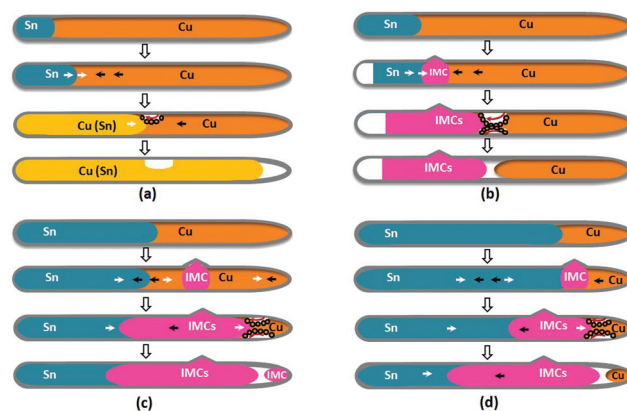 Sn Cu
Sn Cu
Cu (Sn) Cu
Cu (Sn)
(a)
Sn Cu
Sn IMC Cu
IMCs Cu
IMCs Cu
(b)
Sn Cu
Sn IMC Cu
Sn IMCs Cu
Sn IMCs IMC
(c)
Sn Cu
Sn IMC Cu
Sn IMCs Cu
Sn IMCs Cu
(d)